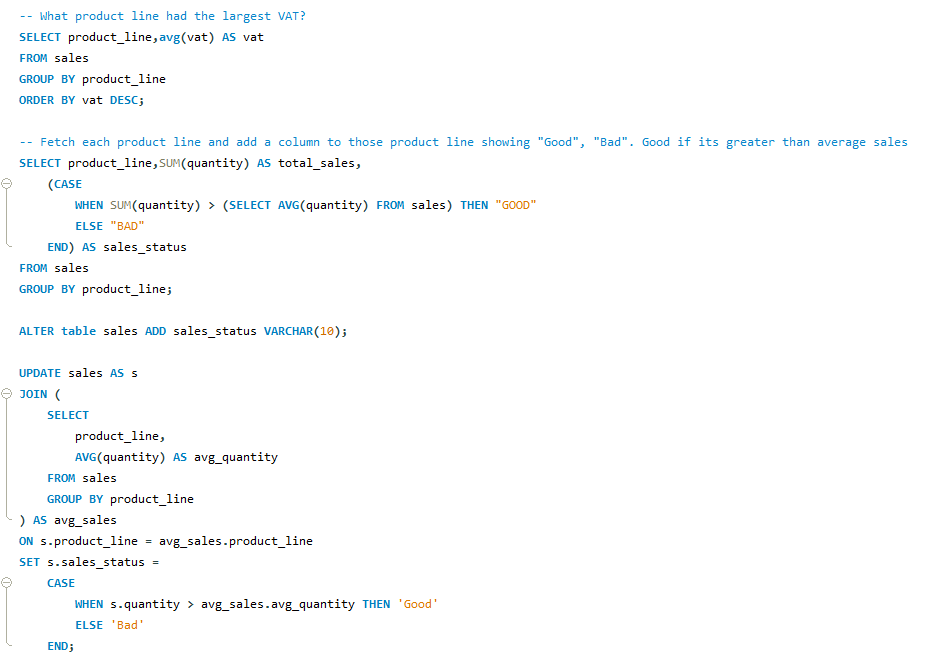 -- What product line had the largest VAT?
SELECT product_line,avg(vat) AS vat
FROM sales
GROUP BY product_line
ORDER BY vat DESC;
-- Fetch each product line and add a column to those product line showing "Good", "Bad". Good if its greater than average sales
SELECT product_line,SUM(quantity) AS total_sales,
(CASE
WHEN SUM(quantity) > (SELECT AVG(quantity) FROM sales) THEN "GOOD"
ELSE "BAD"
END) AS sales_status
FROM sales
GROUP BY product_line;
ALTER table sales ADD sales_status VARCHAR(10);
UPDATE sales AS s
JOIN (
SELECT
product_line,
AVG(quantity) AS avg_quantity
FROM sales
GROUP BY product_line
) AS avg_sales
ON s.product_line = avg_sales.product_line
SET s.sales_status =
CASE
WHEN s.quantity > avg_sales.avg_quantity THEN 'Good'
ELSE 'Bad'
END;